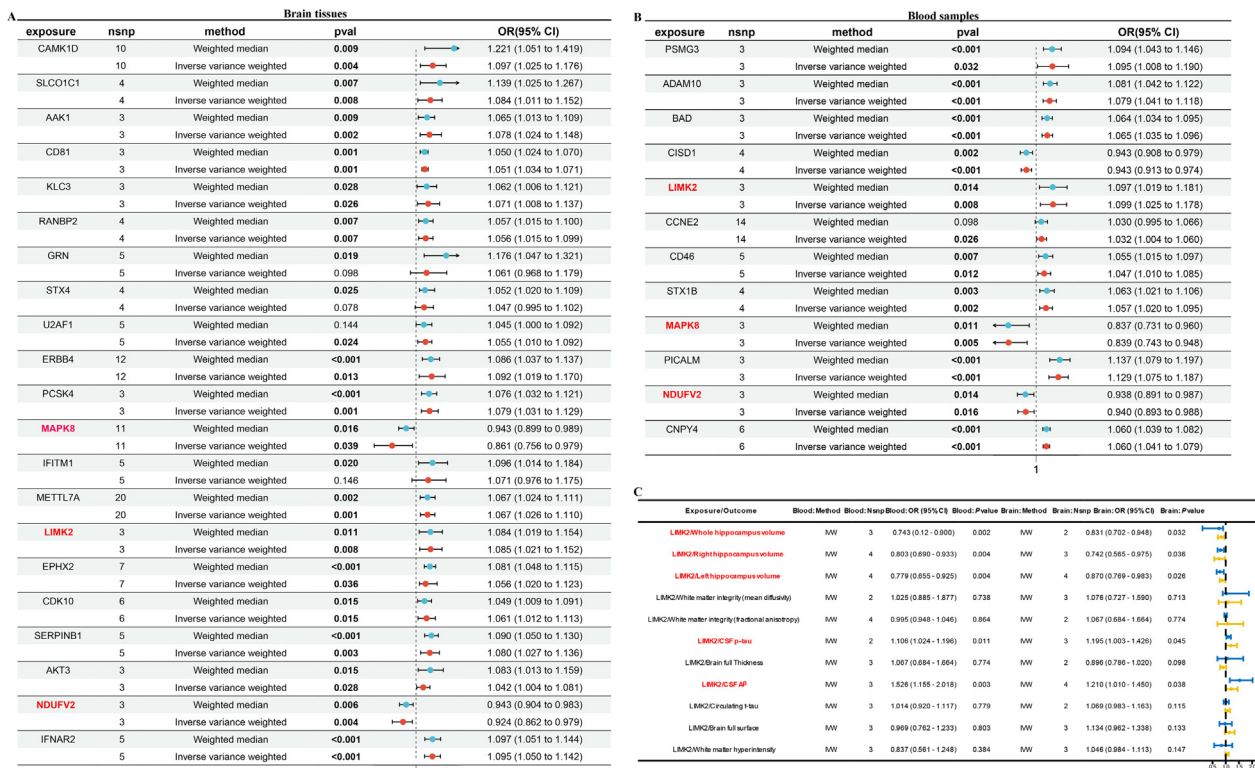 A Brain tissues
exposure nsnp method pval OR(95% CI)
CAMK1D 10 Weighted median 0.009 1.221 (1.051 to 1.419)
10 Inverse variance weighted 0.004 1.097 (1.025 to 1.176)
SLCO1C1 4 Weighted median 0.007 1.139 (1.025 to 1.267)
4 Inverse variance weighted 0.008 1.084 (1.011 to 1.152)
AAK1 3 Weighted median 0.009 1.065 (1.013 to 1.109)
3 Inverse variance weighted 0.002 1.078 (1.024 to 1.148)
CD81 3 Weighted median 0.001 1.050 (1.024 to 1.070)
3 Inverse variance weighted 0.001 1.051 (1.034 to 1.071)
KLC3 3 Weighted median 0.028 1.062 (1.006 to 1.121)
3 Inverse variance weighted 0.026 1.071 (1.008 to 1.137)
RANBP2 4 Weighted median 0.007 1.057 (1.015 to 1.100)
4 Inverse variance weighted 0.007 1.056 (1.015 to 1.099)
GRN 5 Weighted median 0.019 1.176 (1.047 to 1.321)
5 Inverse variance weighted 0.098 1.061 (0.968 to 1.179)
STX4 4 Weighted median 0.025 1.052 (1.020 to 1.109)
4 Inverse variance weighted 0.078 1.047 (0.995 to 1.102)
U2AF1 5 Weighted median 0.144 1.045 (1.000 to 1.092)
5 Inverse variance weighted 0.024 1.055 (1.010 to 1.092)
ERBB4 12 Weighted median <0.001 1.086 (1.037 to 1.137)
12 Inverse variance weighted 0.013 1.092 (1.019 to 1.170)
PCSK4 3 Weighted median <0.001 1.076 (1.032 to 1.121)
3 Inverse variance weighted 0.001 1.079 (1.031 to 1.129)
MAPK8 11 Weighted median 0.016 0.943 (0.899 to 0.989)
11 Inverse variance weighted 0.039 0.861 (0.756 to 0.979)
IFITM1 5 Weighted median 0.020 1.096 (1.014 to 1.184)
5 Inverse variance weighted 0.146 1.071 (0.976 to 1.175)
METTL7A 20 Weighted median 0.002 1.067 (1.024 to 1.111)
20 Inverse variance weighted 0.001 1.067 (1.026 to 1.110)
LIMK2 3 Weighted median 0.011 1.084 (1.019 to 1.154)
3 Inverse variance weighted 0.008 1.085 (1.021 to 1.152)
EPHX2 7 Weighted median <0.001 1.081 (1.048 to 1.115)
7 Inverse variance weighted 0.036 1.056 (1.020 to 1.123)
CDK10 6 Weighted median 0.015 1.049 (1.009 to 1.091)
6 Inverse variance weighted 0.015 1.061 (1.012 to 1.113)
SERPINB1 5 Weighted median <0.001 1.090 (1.050 to 1.130)
5 Inverse variance weighted 0.003 1.080 (1.027 to 1.136)
AKT3 3 Weighted median 0.015 1.083 (1.013 to 1.159)
3 Inverse variance weighted 0.028 1.042 (1.004 to 1.081)
NDUFV2 3 Weighted median 0.006 0.943 (0.904 to 0.983)
3 Inverse variance weighted 0.004 0.924 (0.862 to 0.979)
IFNAR2 5 Weighted median <0.001 1.097 (1.051 to 1.144)
5 Inverse variance weighted <0.001 1.095 (1.050 to 1.142)
B Blood samples
exposure nsnp method pval OR(95% CI)
PSMG3 3 Weighted median <0.001 1.094 (1.043 to 1.146)
3 Inverse variance weighted 0.032 1.095 (1.008 to 1.190)
ADAM10 3 Weighted median <0.001 1.081 (1.042 to 1.122)
3 Inverse variance weighted <0.001 1.079 (1.041 to 1.118)
BAD 3 Weighted median <0.001 1.064 (1.034 to 1.095)
3 Inverse variance weighted <0.001 1.065 (1.035 to 1.096)
CISD1 4 Weighted median 0.002 0.943 (0.908 to 0.979)
4 Inverse variance weighted <0.001 0.943 (0.913 to 0.974)
LIMK2 3 Weighted median 0.014 1.097 (1.019 to 1.181)
3 Inverse variance weighted 0.008 1.099 (1.025 to 1.178)
CCNE2 14 Weighted median 0.098 1.030 (0.995 to 1.066)
14 Inverse variance weighted 0.026 1.032 (1.004 to 1.060)
CD46 5 Weighted median 0.007 1.055 (1.015 to 1.097)
5 Inverse variance weighted 0.012 1.047 (1.010 to 1.085)
STX1B 4 Weighted median 0.003 1.063 (1.021 to 1.106)
4 Inverse variance weighted 0.002 1.057 (1.020 to 1.095)
MAPK8 3 Weighted median 0.011 0.837 (0.731 to 0.960)
3 Inverse variance weighted 0.005 0.839 (0.743 to 0.948)
PICALM 3 Weighted median <0.001 1.137 (1.079 to 1.197)
3 Inverse variance weighted <0.001 1.129 (1.075 to 1.187)
NDUFV2 3 Weighted median 0.014 0.938 (0.891 to 0.987)
3 Inverse variance weighted 0.016 0.940 (0.893 to 0.988)
CNPY4 6 Weighted median <0.001 1.060 (1.039 to 1.082)
6 Inverse variance weighted <0.001 1.060 (1.041 to 1.079)
1
C
Exposure/Outcome Blood: Method Blood: Nsnp Blood: OR (95%CI) Blood: Pvalue Brain: Method Brain: Nsnp Brain: OR (95%CI) Brain: Pvalue
LIMK2/Whole hippocampus volume IVW 3 0.743 (0.12 - 0.900) 0.002 IVW 2 0.831 (0.702 - 0.948) 0.032
LIMK2/Right hippocampus volume IVW 4 0.803 (0.690 - 0.933) 0.004 IVW 3 0.742 (0.565 - 0.975) 0.036
LIMK2/Left hippocampus volume IVW 4 0.779 (0.655 - 0.925) 0.004 IVW 4 0.870 (0.769 - 0.983) 0.026
LIMK2/White matter integrity (mean diffusivity) IVW 2 1.025 (0.885 - 1.877) 0.738 IVW 3 1.076 (0.727 - 1.590) 0.713
LIMK2/White matter integrity (fractional anisotropy) IVW 4 0.995 (0.948 - 1.046) 0.864 IVW 2 1.067 (0.684 - 1.664) 0.774
LIMK2/CSF p-tau IVW 2 1.106 (1.024 - 1.196) 0.011 IVW 3 1.195 (1.003 - 1.426) 0.045
LIMK2/Brain full Thickness IVW 3 1.067 (0.684 - 1.664) 0.774 IVW 2 0.896 (0.786 - 1.020) 0.098
LIMK2/CSF Aβ IVW 3 1.526 (1.155 - 2.018) 0.003 IVW 4 1.210 (1.010 - 1.450) 0.038
LIMK2/Circulating t-tau IVW 3 1.014 (0.920 - 1.117) 0.779 IVW 2 1.069 (0.983 - 1.163) 0.115
LIMK2/Brain full surface IVW 3 0.969 (0.762 - 1.233) 0.803 IVW 3 1.134 (0.962 - 1.338) 0.133
LIMK2/White matter hyperintensity IVW 3 0.837 (0.561 - 1.248) 0.384 IVW 3 1.046 (0.984 - 1.113) 0.147
0.5 1.0 1.5 2.0